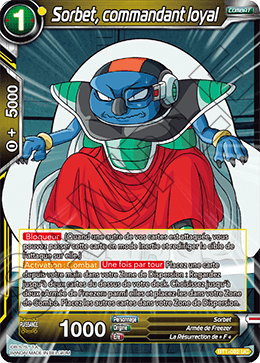 Sorbet, commandant loyal
COMBAT
1
0 + 5000
Bloqueur (Quand une autre de vos cartes est attaquée, vous
pouvez passer cette carte en mode Inerte et rediriger la cible de
l'attaque sur elle.)
Activation : Combat Une fois par tour Placez une carte
depuis votre main dans votre Zone de Dispersion : Regardez
jusqu'à deux cartes du dessus de votre deck. Choisissez jusqu'à
deux "Armée de Freezer" parmi elles et placez-les dans votre Zone
de Combo. Placez les autres cartes dans votre Zone de Dispersion.
PUISSANCE
1000
Personnage
Sorbet
Armée de Freezer
Ère
La Résurrection de « F »
UC